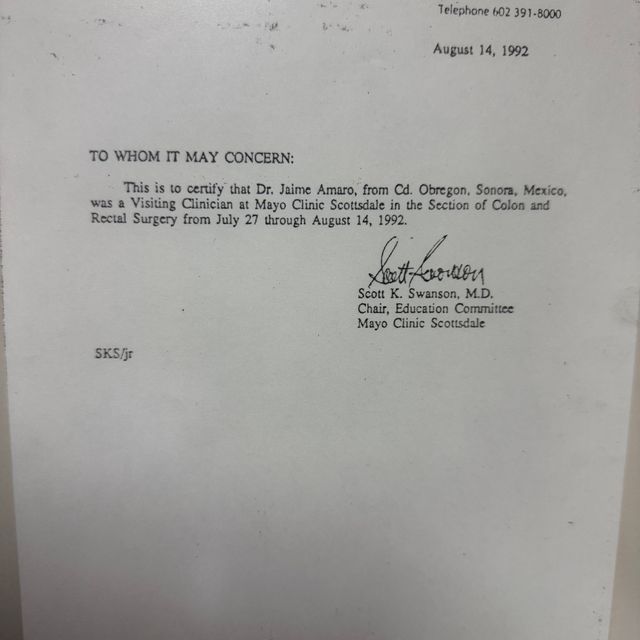 Telephone 602 391-8000
August 14, 1992
TO WHOM IT MAY CONCERN:
This is to certify that Dr. Jaime Amaro, from Cd. Obregon, Sonora, Mexico,
was a Visiting Clinician at Mayo Clinic Scottsdale in the Section of Colon and
Rectal Surgery from July 27 through August 14, 1992.
Scott Swanson
Scott K. Swanson, M.D.
Chair, Education Committee
Mayo Clinic Scottsdale
SKS/jr